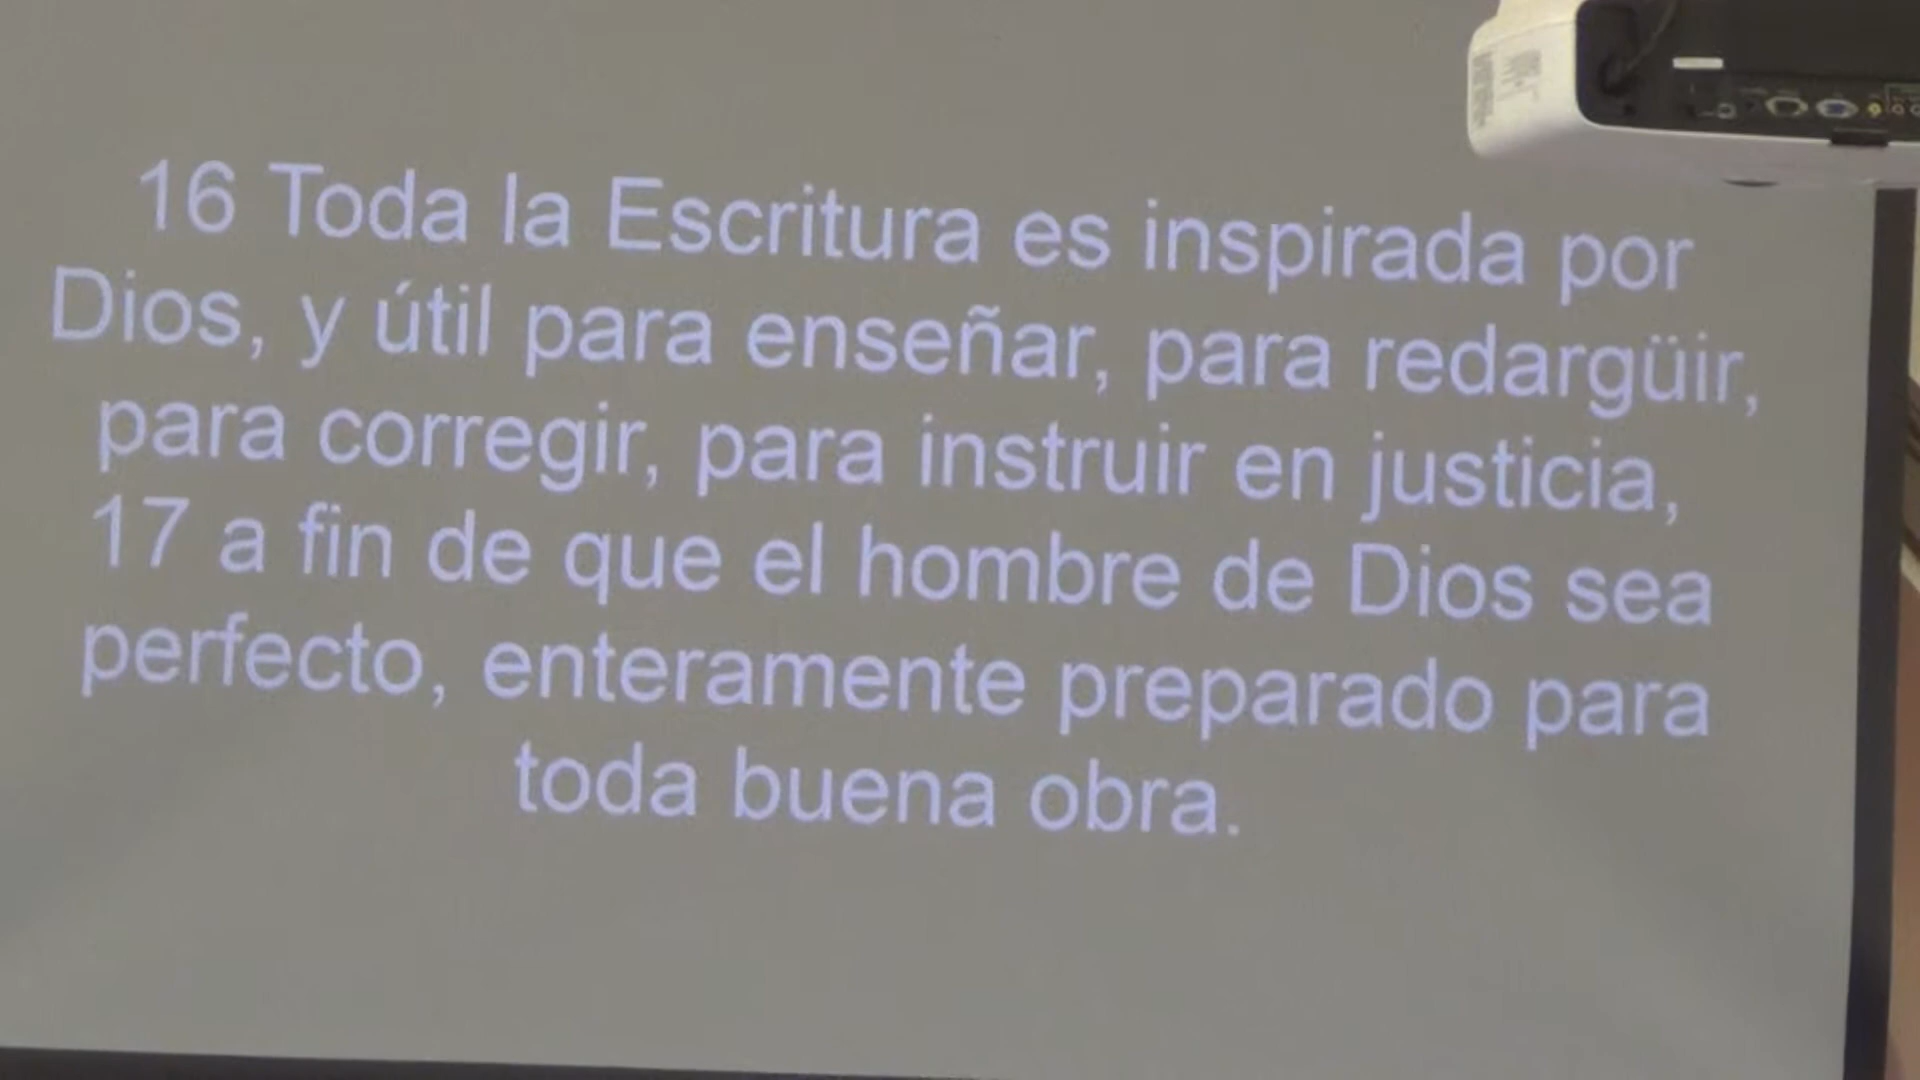 16 Toda la Escritura es inspirada por
Dios, y útil para enseñar, para redargüir,
para corregir, para instruir en justicia,
17 a fin de que el hombre de Dios sea
perfecto, enteramente preparado para
toda buena obra.